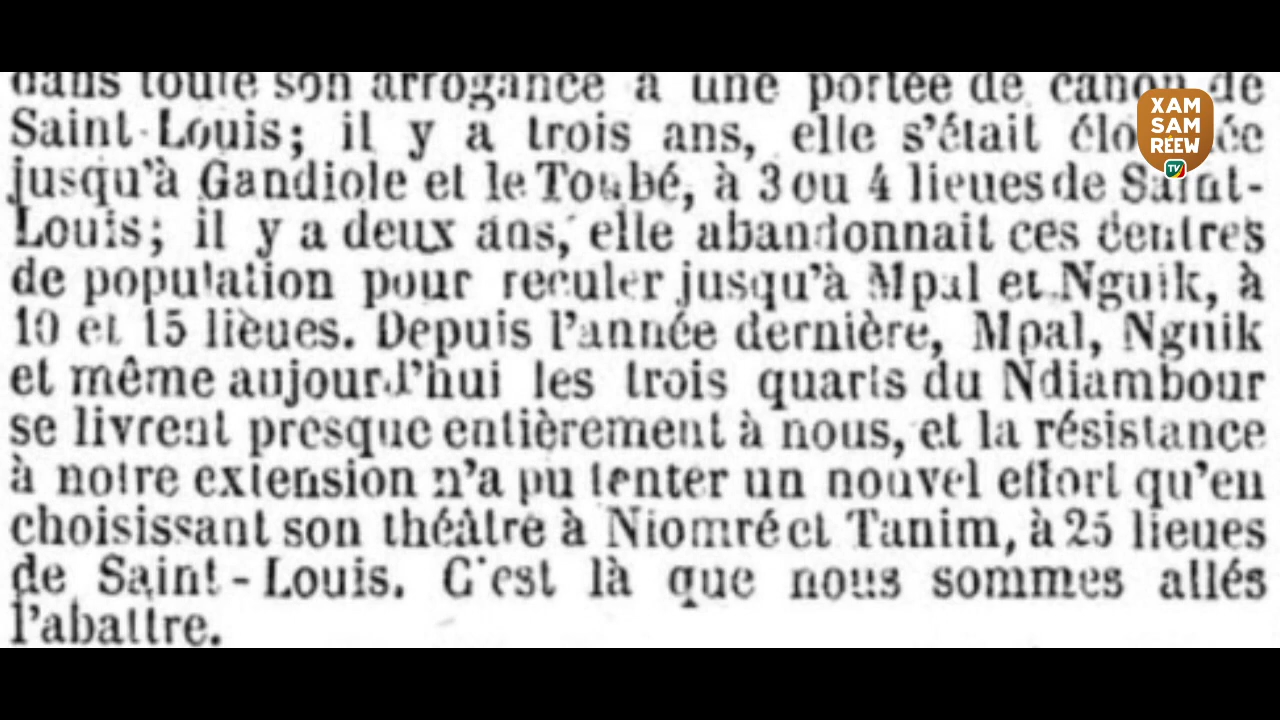 dans toute son arrogance à une portée de canon de
Saint-Louis; il y a trois ans, elle s'était
jusqu'à Gandiole et le Toubé, à 3 ou 4 lieues de Saint-
Louis; il y a deux ans, elle abandonnait ces centres
de population pour reculer jusqu'à Mpal et Nguik, à
10 et 15 lieues. Depuis l'année dernière, Mpal, Nguik
et même aujourd'hui les trois quarts du Ndiambour
se livrent presque entièrement à nous, et la résistance
à notre extension n'a pu tenter un nouvel effort qu'en
choisissant son théâtre à Niomré et Tanim, à 25 lieues
de Saint-Louis. C'est là que nous sommes allés
l'abattre.
XAM
SAM
RÉEW
TV